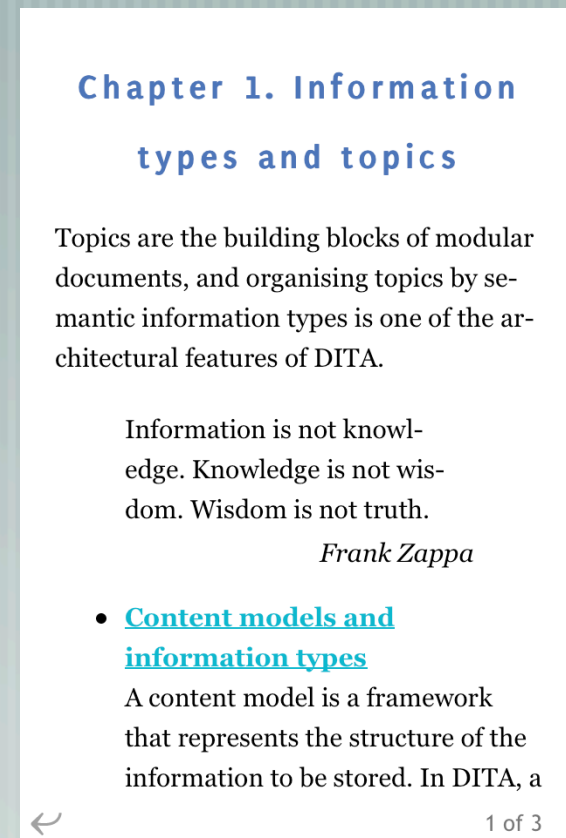 Chapter 1. Information
types and topics
Topics are the building blocks of modular
documents, and organising topics by se-
mantic information types is one of the ar-
chitectural features of DITA.
Information is not knowl-
edge. Knowledge is not wis-
dom. Wisdom is not truth.
Frank Zappa
• Content models and
information types
A content model is a framework
that represents the structure of the
information to be stored. In DITA, a
1 of 3